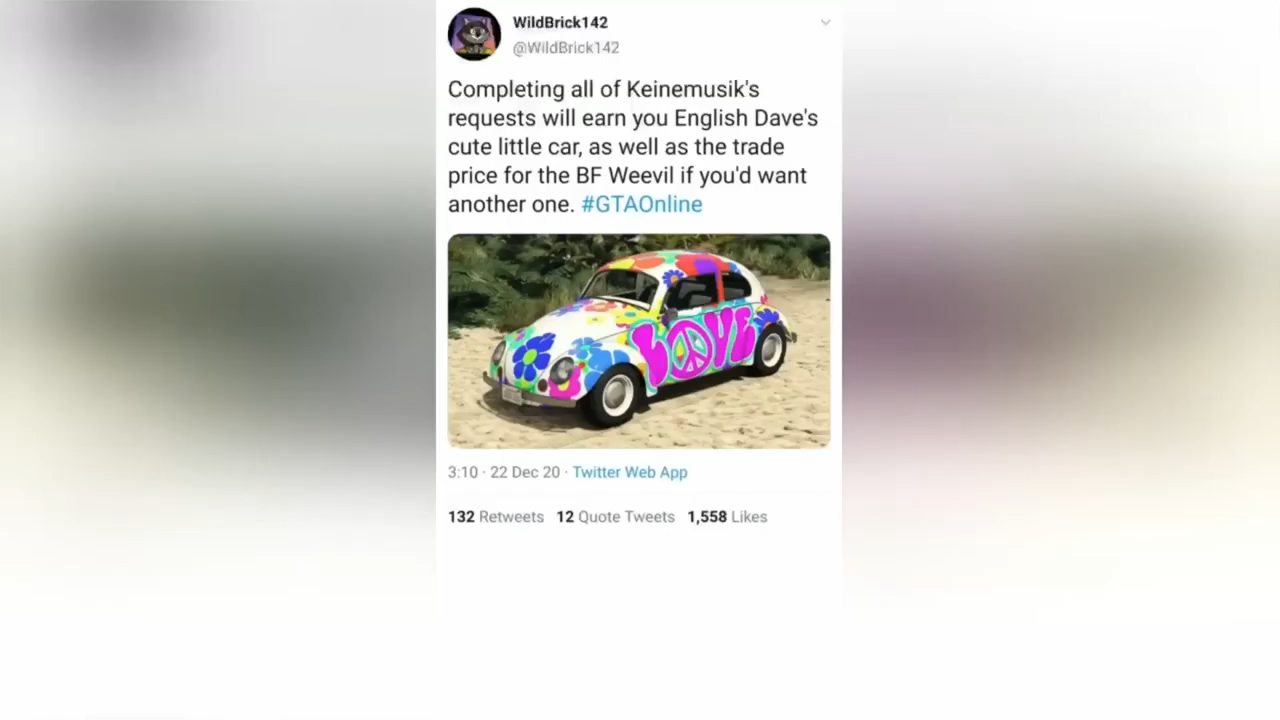 WildBrick142
@WildBrick142
Completing all of Keinemusik's
requests will earn you English Dave's
cute little car, as well as the trade
price for the BF Weevil if you'd want
another one. #GTAOnline
LOVE
3:10 · 22 Dec 20 · Twitter Web App
132 Retweets 12 Quote Tweets 1,558 Likes